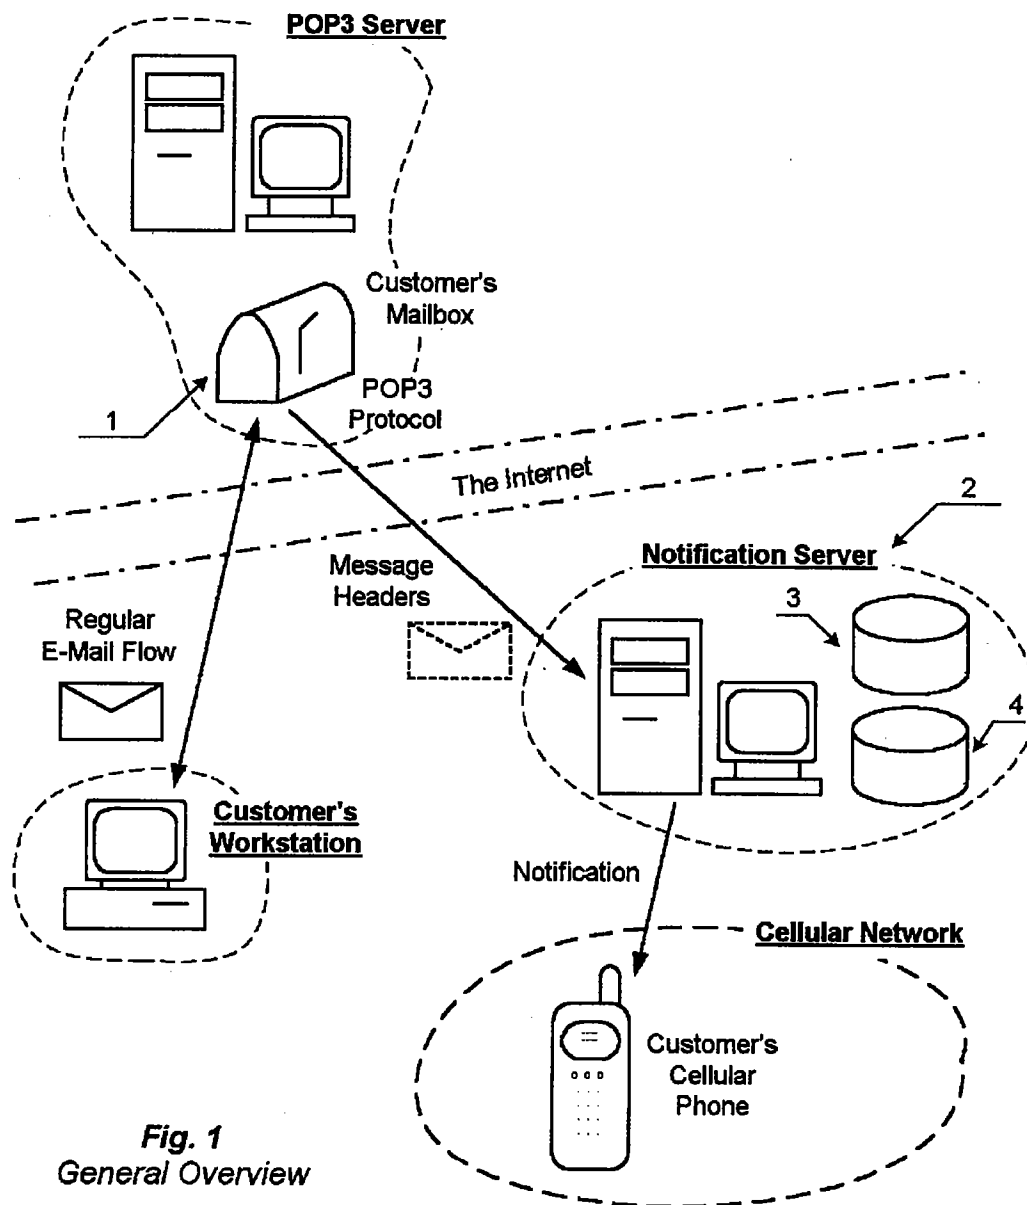 POP3 Server
Customer's
Mailbox
POP3
Protocol
1
The Internet
2
Notification Server
Message
Headers
3
Regular
E-Mail Flow
4
Customer's
Workstation
Notification
Cellular Network
Customer's
Cellular
Phone
Fig. 1
General Overview